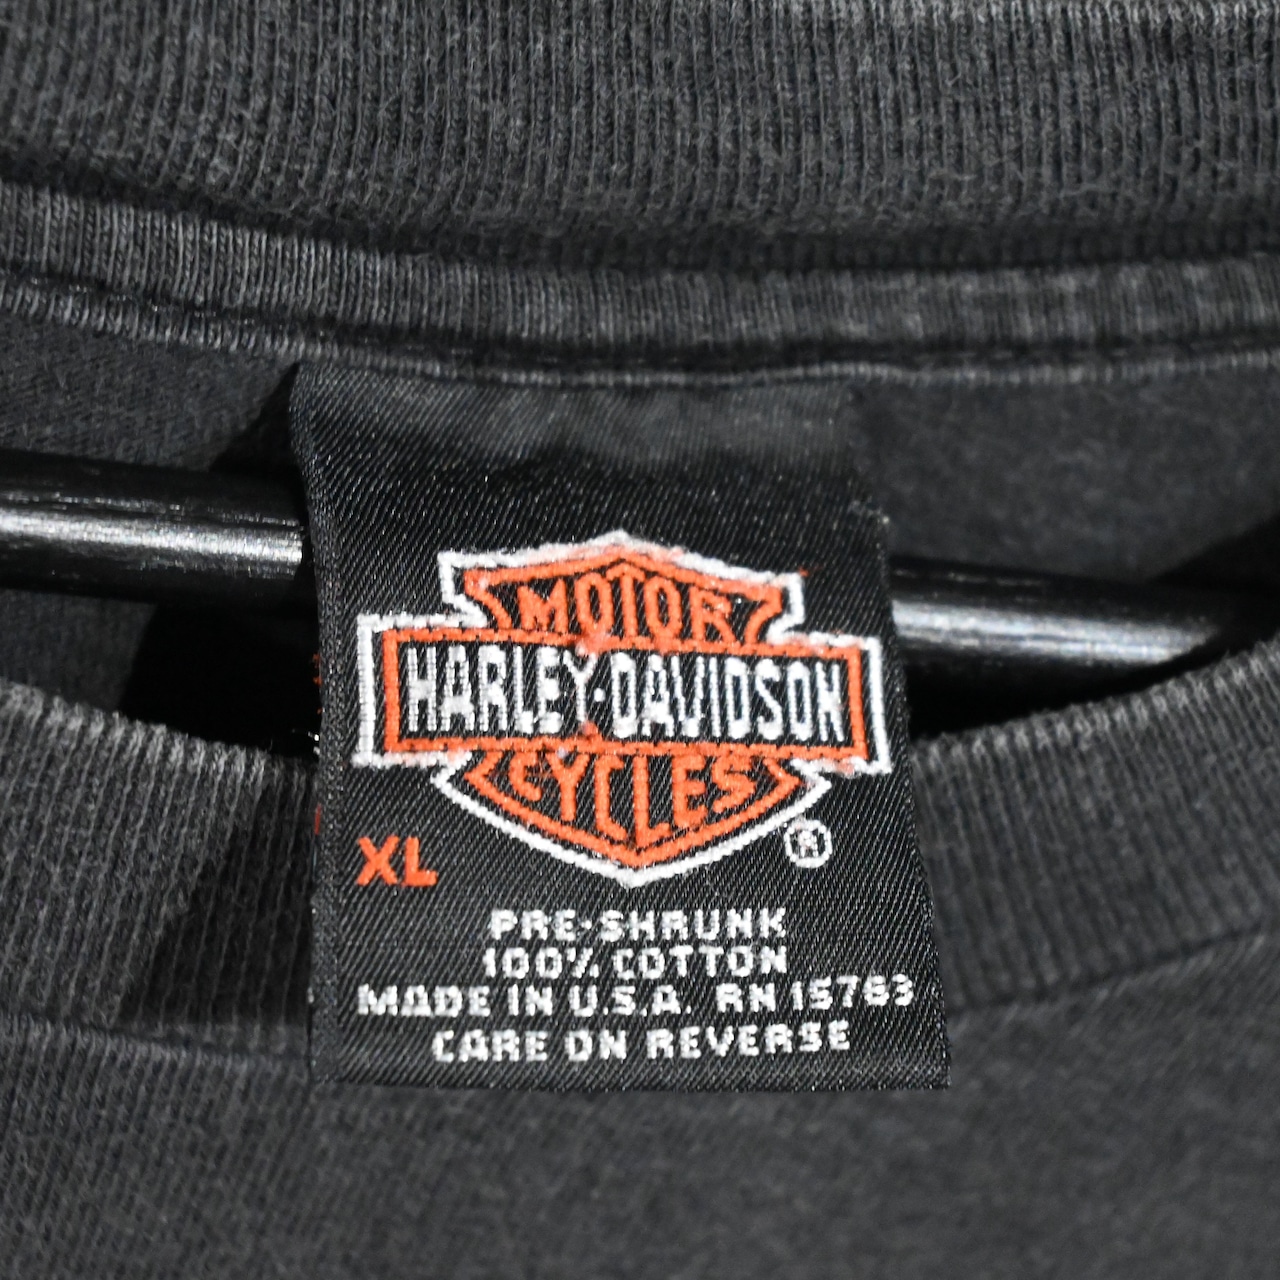 MOTOR
HARLEY-DAVIDSON
CYCLES
®
XL
PRE-SHRUNK
100% COTTON
MADE IN U.S.A. RN 15763
CARE ON REVERSE